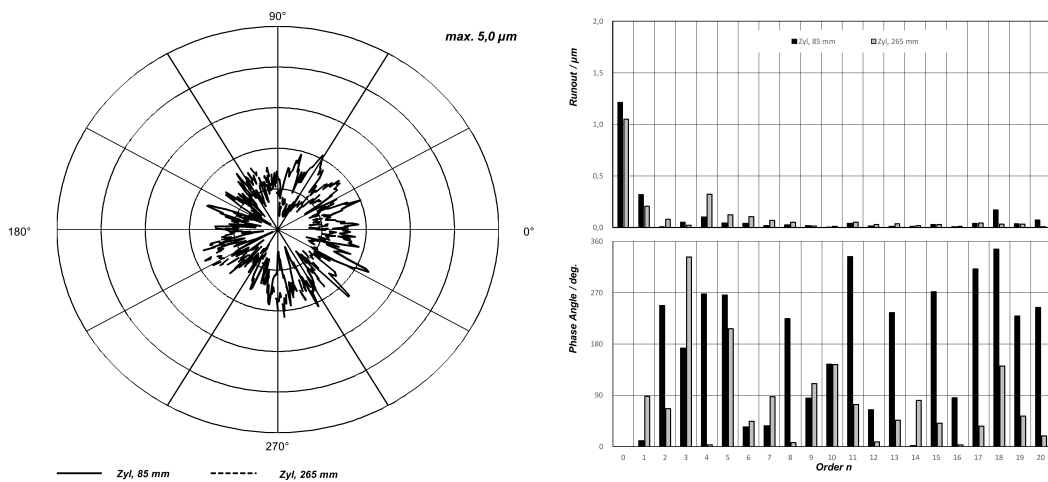 90°
max. 5,0 µm
180°
0°
270°
Zyl, 85 mm
Zyl, 265 mm
Runout / µm
2,0
1,5
1,0
0,5
0,0
Zyl, 85 mm
Zyl, 265 mm
Phase Angle / deg.
360
270
180
90
0
0 1 2 3 4 5 6 7 8 9 10 11 12 13 14 15 16 17 18 19 20
Order n